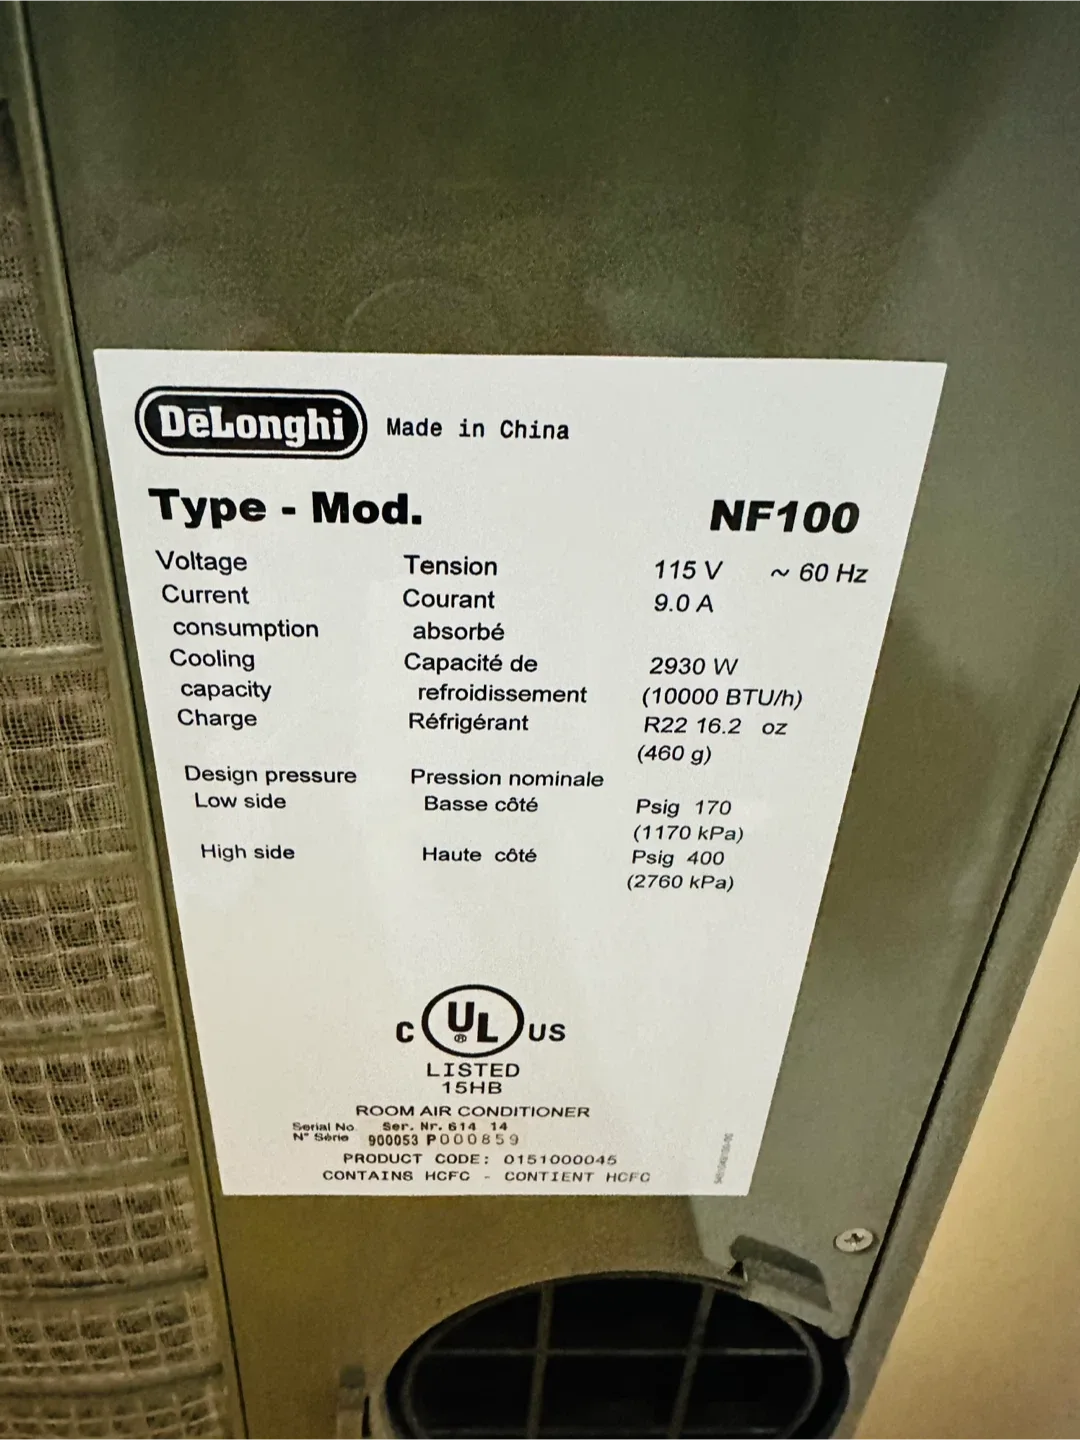 DēLonghi Made in China
Type - Mod. NF100
Voltage Tension 115 V ~ 60 Hz
Current Courant 9.0 A
consumption absorbé
Cooling Capacité de 2930 W
capacity refroidissement (10000 BTU/h)
Charge Réfrigérant R22 16.2 oz
(460 g)
Design pressure Pression nominale
Low side Basse côté Psig 170
(1170 kPa)
High side Haute côté Psig 400
(2760 kPa)
C UL ® US
LISTED
15HB
ROOM AIR CONDITIONER
Serial No. Ser. Nr. 614 14
N° Série 900053 P000859
PRODUCT CODE: 0151000045
CONTAINS HCFC - CONTIENT HCFC